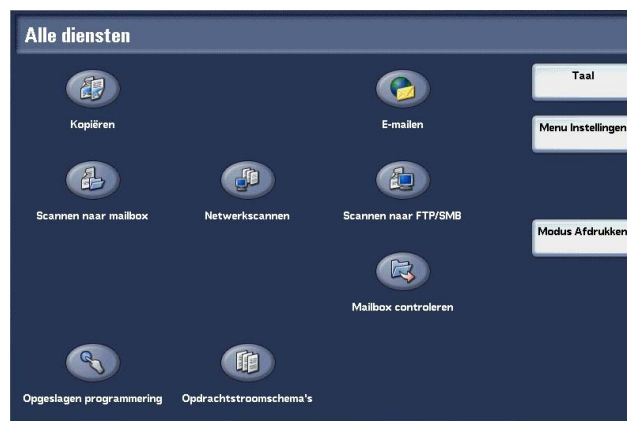 Alle diensten
Taal
Kopiëren
E-mailen
Menu Instellingen
Scannen naar mailbox
Netwerkscannen
Scannen naar FTP/SMB
Modus Afdrukken
Mailbox controleren
Opgeslagen programmering
Opdrachtstroomschema's